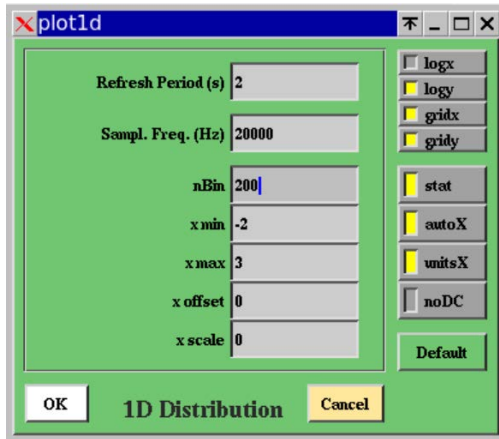 plot1d
Refresh Period (s) 2
Sampl. Freq. (Hz) 20000
nBin 200
x min -2
x max 3
x offset 0
x scale 0
logx
logy
gridx
gridy
stat
autoX
unitsX
noDC
Default
OK
1D Distribution
Cancel